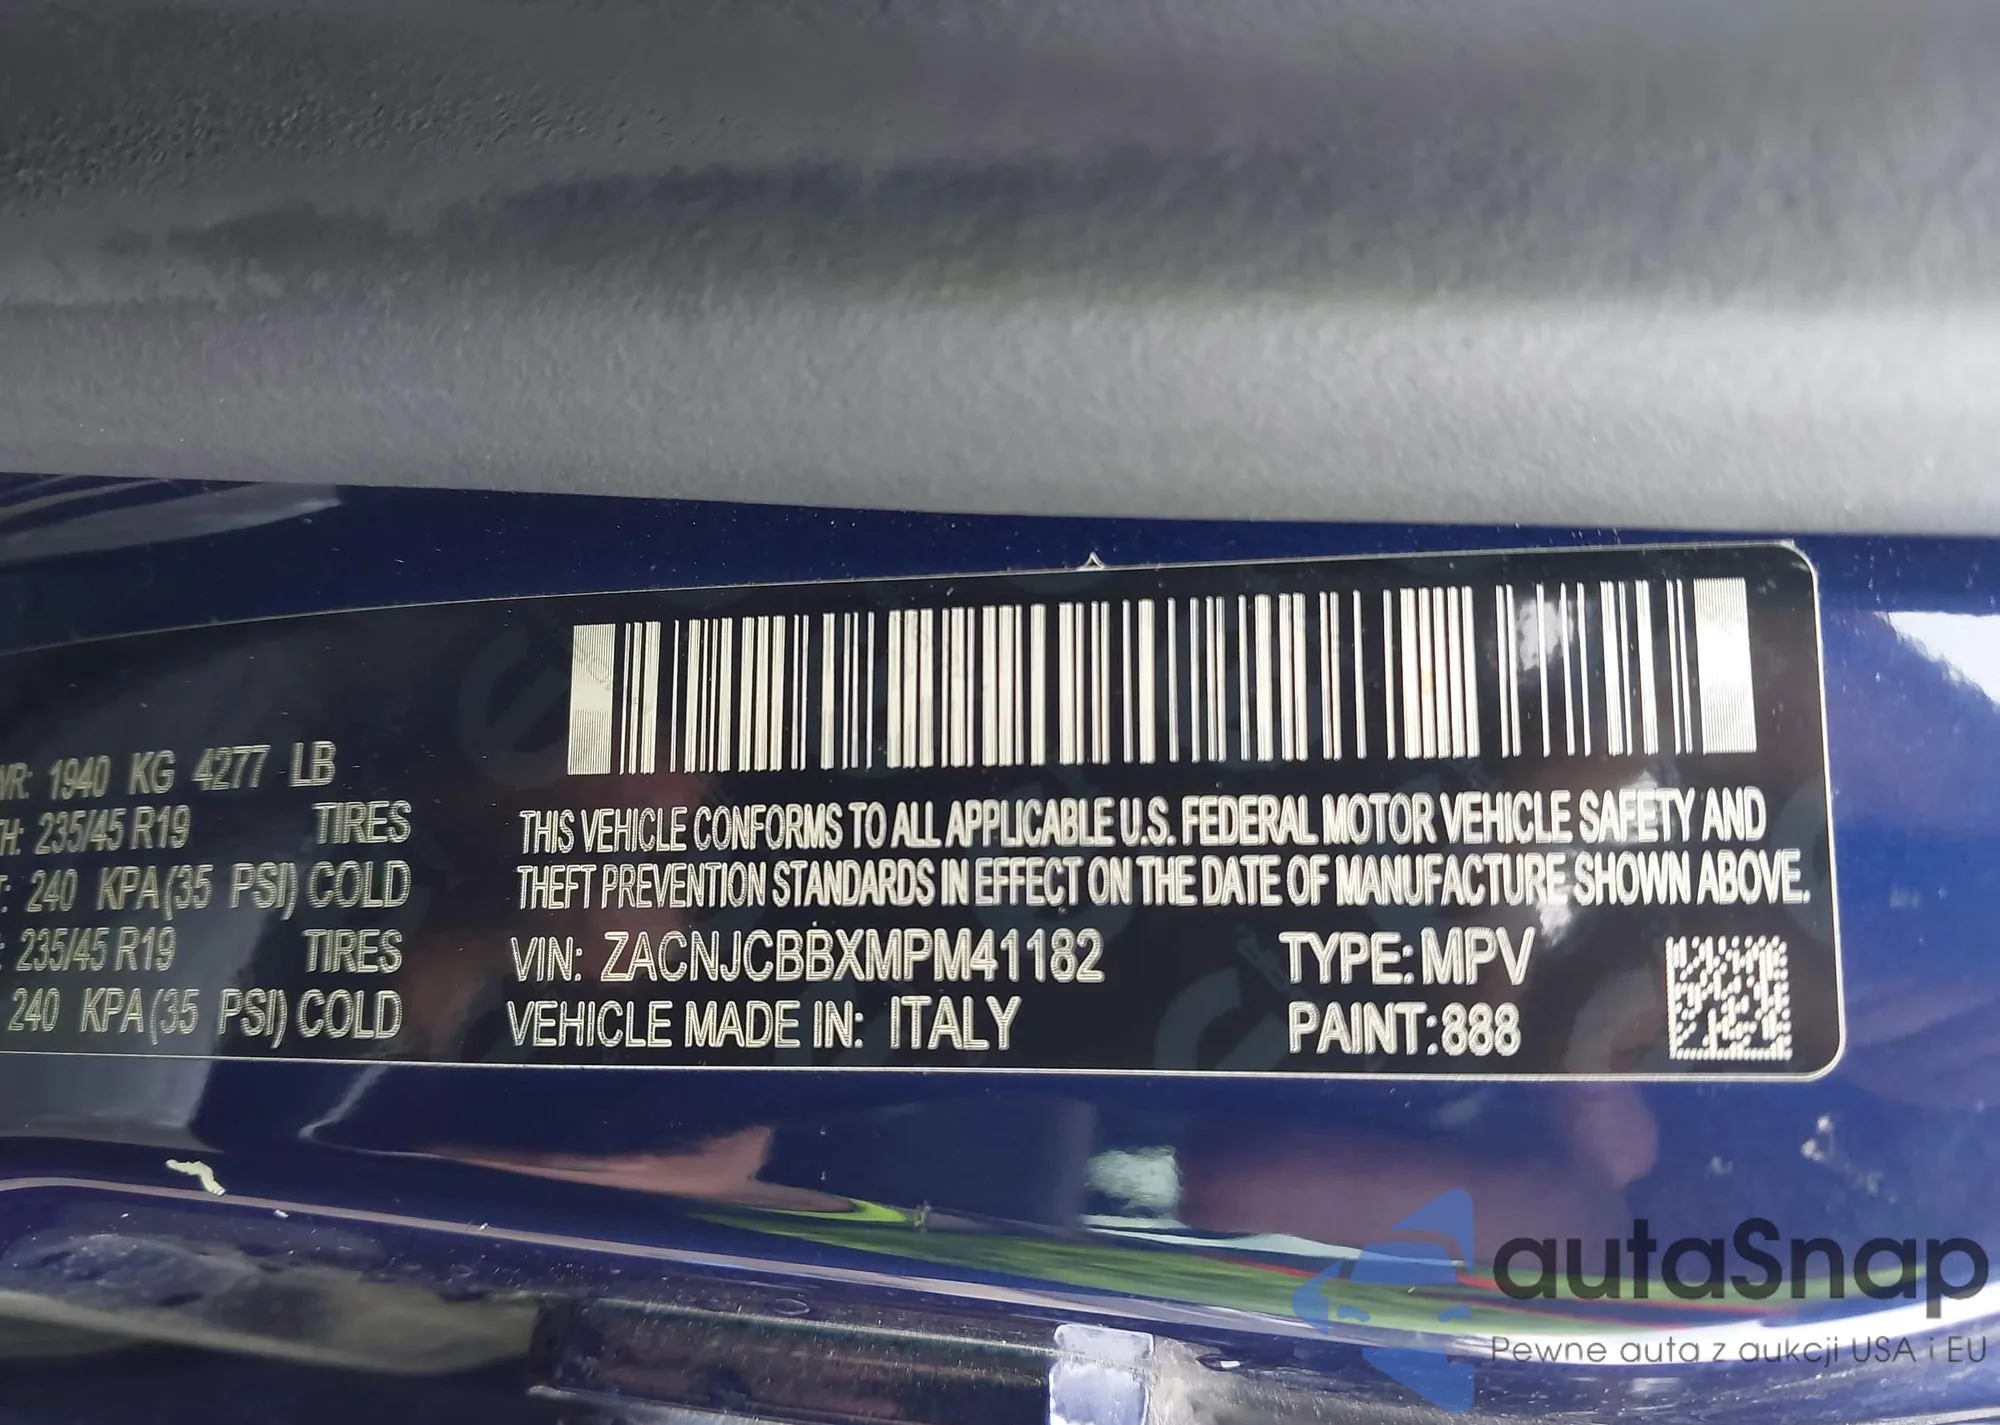 WR: 1940 KG 4277 LB
TH: 235/45 R19 TIRES
T: 240 KPA(35 PSI) COLD
: 235/45 R19 TIRES
240 KPA(35 PSI) COLD
THIS VEHICLE CONFORMS TO ALL APPLICABLE U.S. FEDERAL MOTOR VEHICLE SAFETY AND
THEFT PREVENTION STANDARDS IN EFFECT ON THE DATE OF MANUFACTURE SHOWN ABOVE.
VIN: ZACNJCBBXMPM41182 TYPE: MPV
VEHICLE MADE IN: ITALY PAINT:888
autaSnap
Pewne auta z aukcji USA i EU